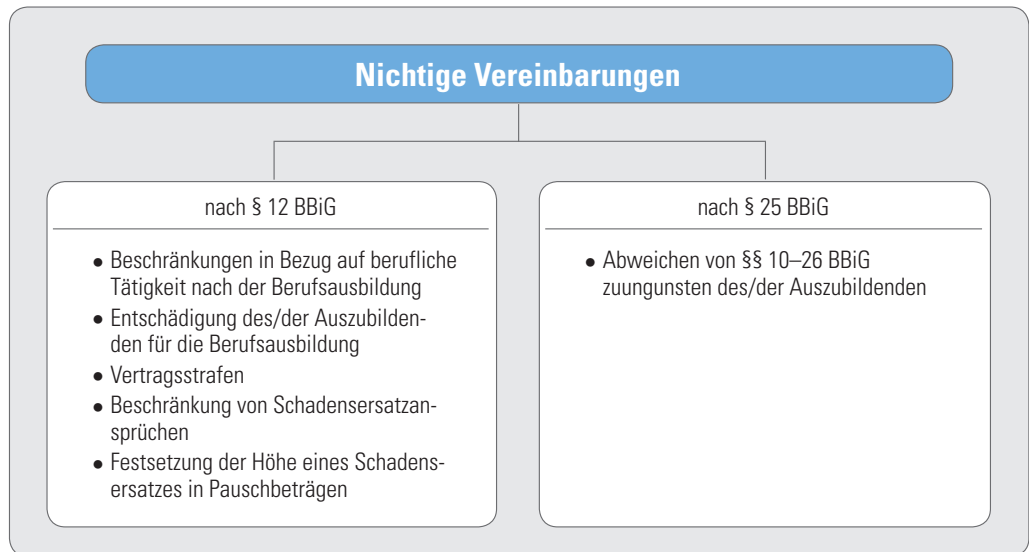 Nichtige Vereinbarungen
nach § 12 BBiG
• Beschränkungen in Bezug auf berufliche
Tätigkeit nach der Berufsausbildung
• Entschädigung des/der Auszubilden-
den für die Berufsausbildung
• Vertragsstrafen
• Beschränkung von Schadensersatzan-
sprüchen
• Festsetzung der Höhe eines Schadens-
ersatzes in Pauschbeträgen
nach § 25 BBiG
• Abweichen von §§ 10–26 BBiG
zuungunsten des/der Auszubildenden